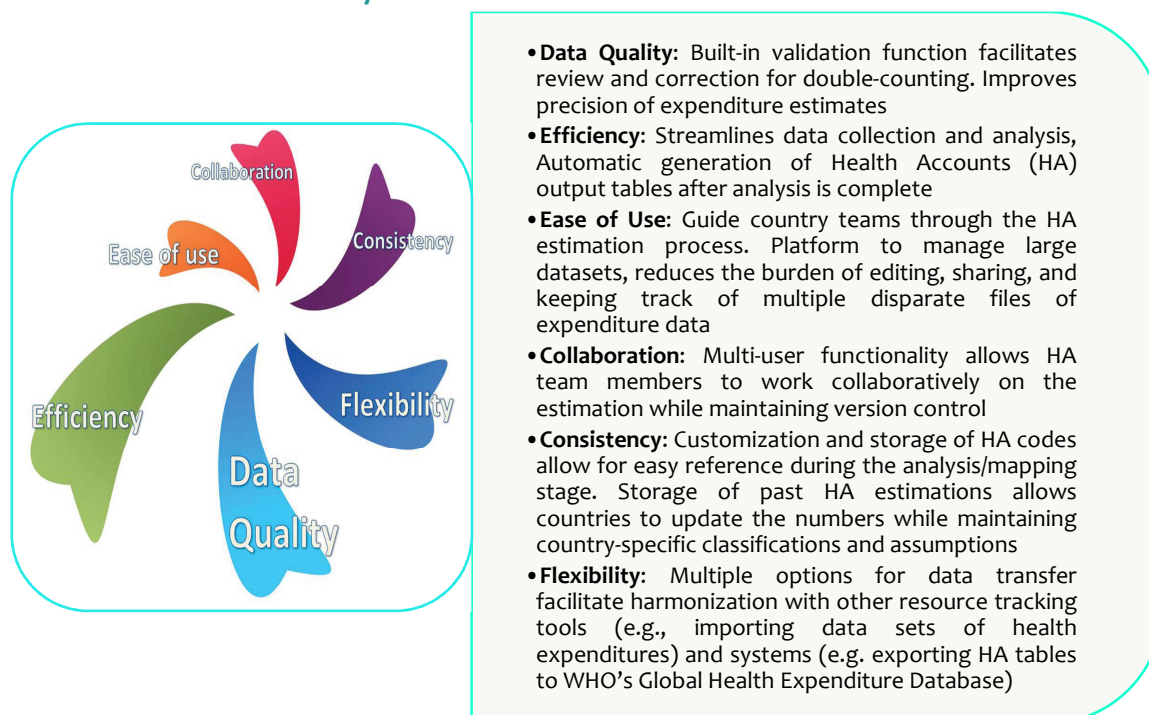 Collaboration
Consistency
Ease of use
Efficiency
Flexibility
Data
Quality
•Data Quality: Built-in validation function facilitates
review and correction for double-counting. Improves
precision of expenditure estimates
•Efficiency: Streamlines data collection and analysis,
Automatic generation of Health Accounts (HA)
output tables after analysis is complete
•Ease of Use: Guide country teams through the HA
estimation process. Platform to manage large
datasets, reduces the burden of editing, sharing, and
keeping track of multiple disparate files of
expenditure data
•Collaboration: Multi-user functionality allows HA
team members to work collaboratively on the
estimation while maintaining version control
•Consistency: Customization and storage of HA codes
allow for easy reference during the analysis/mapping
stage. Storage of past HA estimations allows
countries to update the numbers while maintaining
country-specific classifications and assumptions
•Flexibility: Multiple options for data transfer
facilitate harmonization with other resource tracking
tools (e.g., importing data sets of health
expenditures) and systems (e.g. exporting HA tables
to WHO's Global Health Expenditure Database)